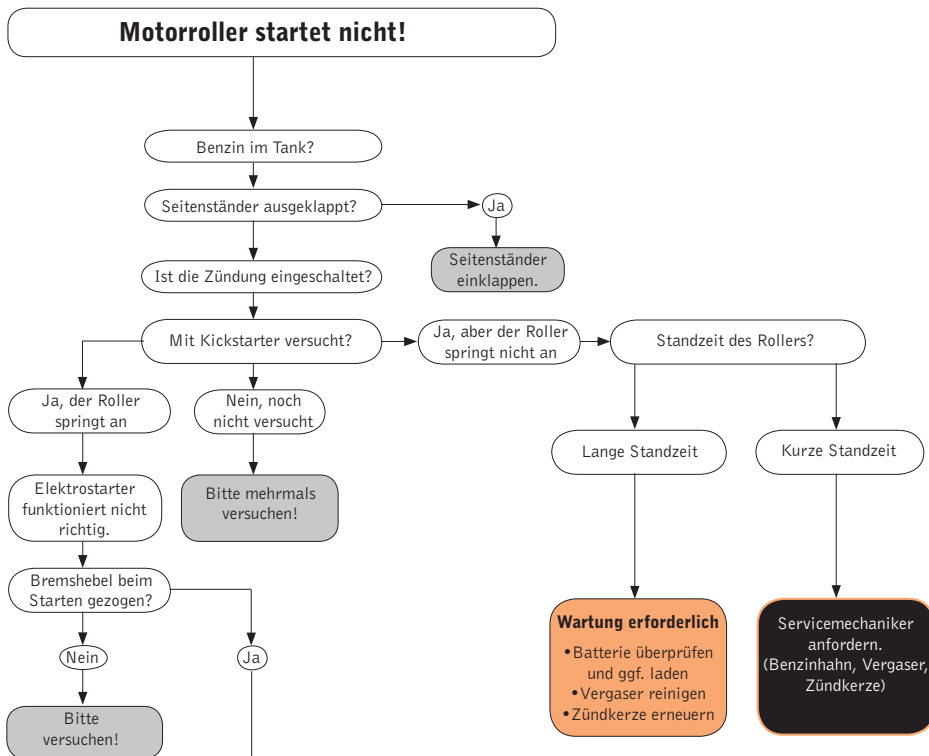 Motorroller startet nicht!
Benzin im Tank?
Seitenständer ausgeklappt?
Ja
Seitenständer
einklappen.
Ist die Zündung eingeschaltet?
Mit Kickstarter versucht?
Ja, aber der Roller
springt nicht an
Standzeit des Rollers?
Ja, der Roller
springt an
Nein, noch
nicht versucht
Lange Standzeit
Kurze Standzeit
Elektrostarter
funktioniert nicht
richtig.
Bitte mehrmals
versuchen!
Bremshebel beim
Starten gezogen?
Nein
Ja
Bitte
versuchen!
Wartung erforderlich
• Batterie überprüfen
und ggf. laden
• Vergaser reinigen
• Zündkerze erneuern
Servicemechaniker
anfordern.
(Benzinhahn, Vergaser,
Zündkerze)